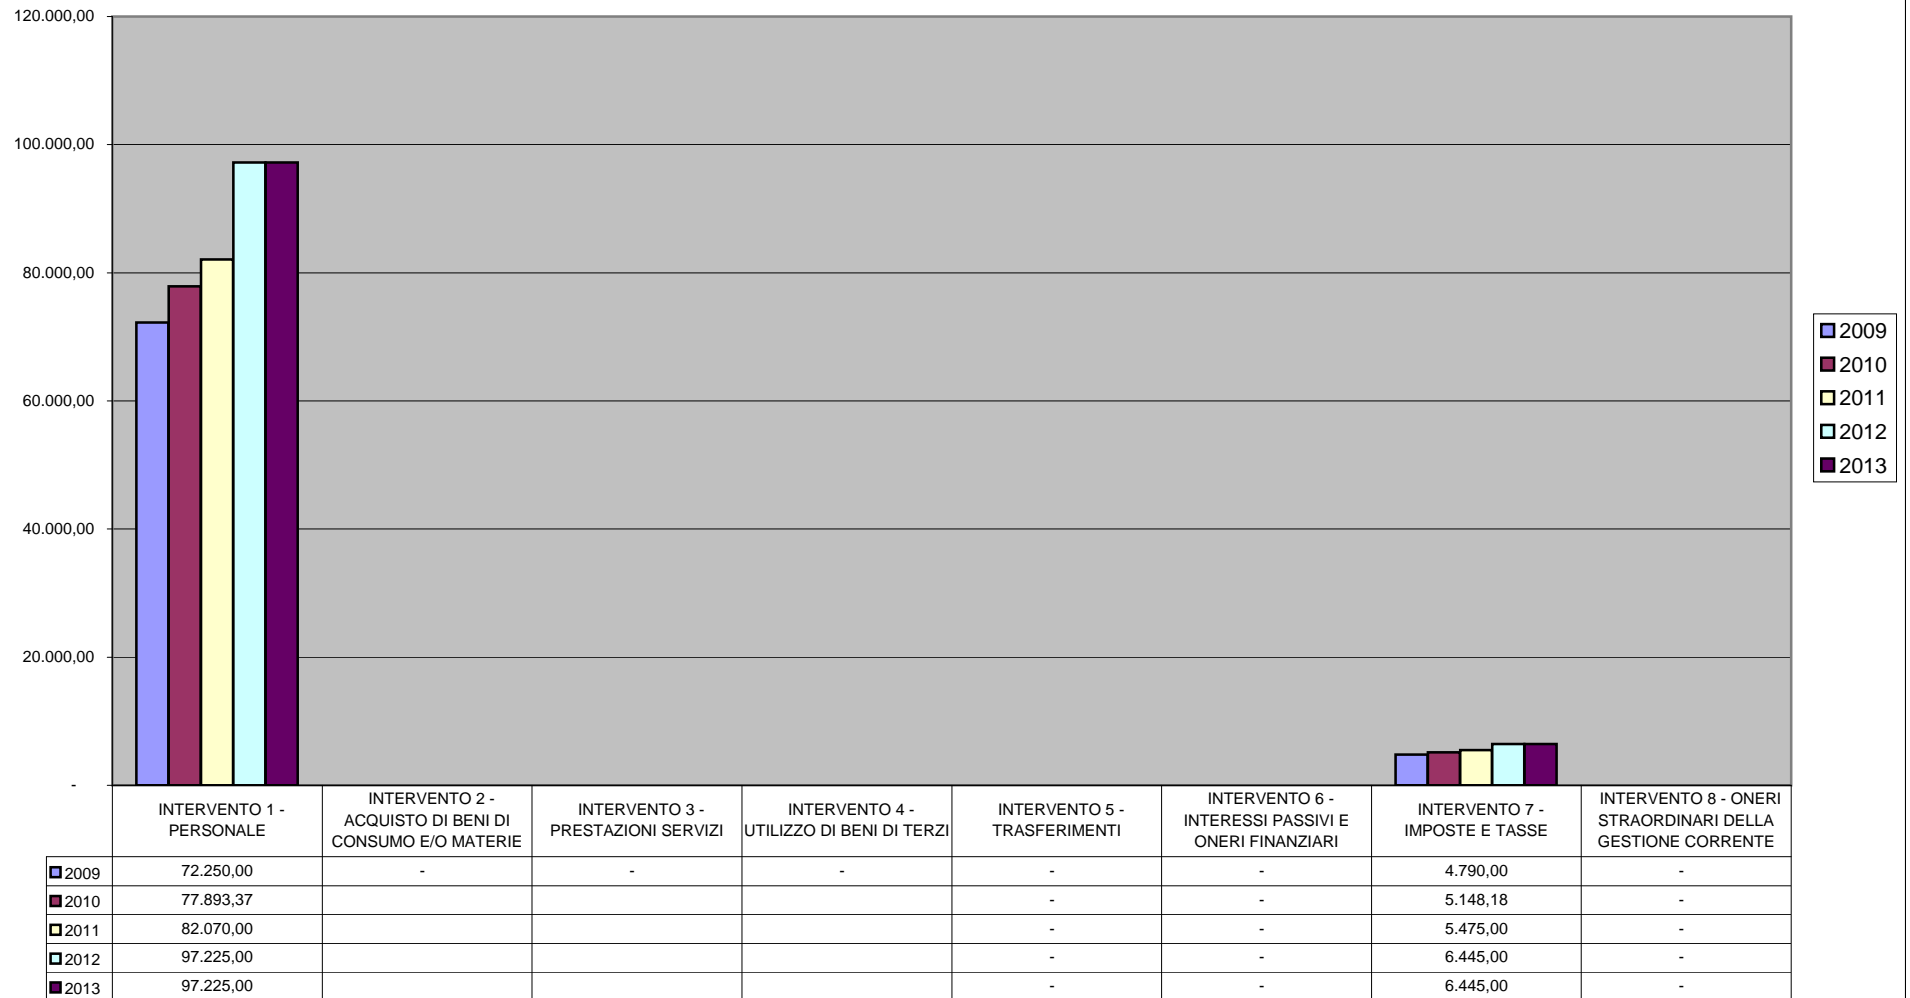 120.000,00
100.000,00
80.000,00
60.000,00
40.000,00
20.000,00
-
2009
2010
2011
2012
2013
INTERVENTO 1 -
PERSONALE
INTERVENTO 2 -
ACQUISTO DI BENI DI
CONSUMO E/O MATERIE
INTERVENTO 3 -
PRESTAZIONI SERVIZI
INTERVENTO 4 -
UTILIZZO DI BENI DI TERZI
INTERVENTO 5 -
TRASFERIMENTI
INTERVENTO 6 -
INTERESSI PASSIVI E
ONERI FINANZIARI
INTERVENTO 7 -
IMPOSTE E TASSE
INTERVENTO 8 - ONERI
STRAORDINARI DELLA
GESTIONE CORRENTE
2009 72.250,00 - - - - - 4.790,00 -
2010 77.893,37 - - 5.148,18 -
2011 82.070,00 - - 5.475,00 -
2012 97.225,00 - - 6.445,00 -
2013 97.225,00 - - 6.445,00 -